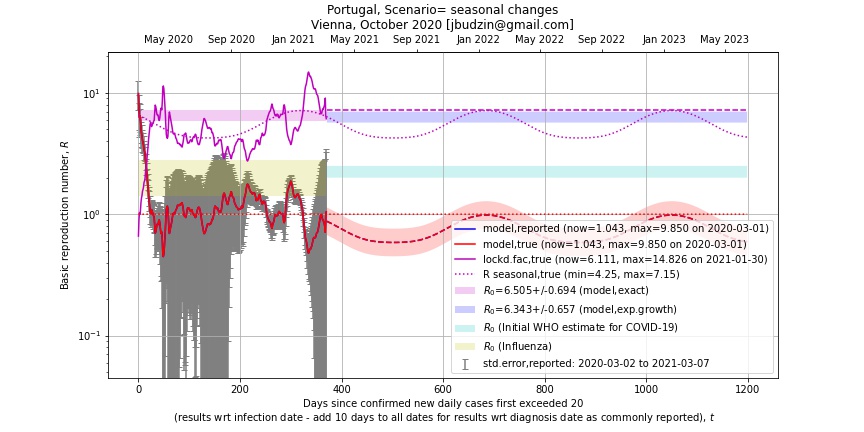 Portugal, Scenario= seasonal changes
Vienna, October 2020 [jbudzin@gmail.com]
May 2020 Sep 2020 Jan 2021 May 2021 Sep 2021 Jan 2022 May 2022 Sep 2022 Jan 2023 May 2023
Basic reproduction number, R
10¹
10⁰
10⁻¹
model,reported (now=1.043, max=9.850 on 2020-03-01)
model,true (now=1.043, max=9.850 on 2020-03-01)
lockd.fac,true (now=6.111, max=14.826 on 2021-01-30)
R seasonal,true (min=4.25, max=7.15)
R₀=6.505+/-0.694 (model,exact)
R₀=6.343+/-0.657 (model,exp.growth)
R₀ (Initial WHO estimate for COVID-19)
R₀ (Influenza)
std.error,reported: 2020-03-02 to 2021-03-07
0 200 400 600 800 1000 1200
Days since confirmed new daily cases first exceeded 20
(results wrt infection date - add 10 days to all dates for results wrt diagnosis date as commonly reported), t